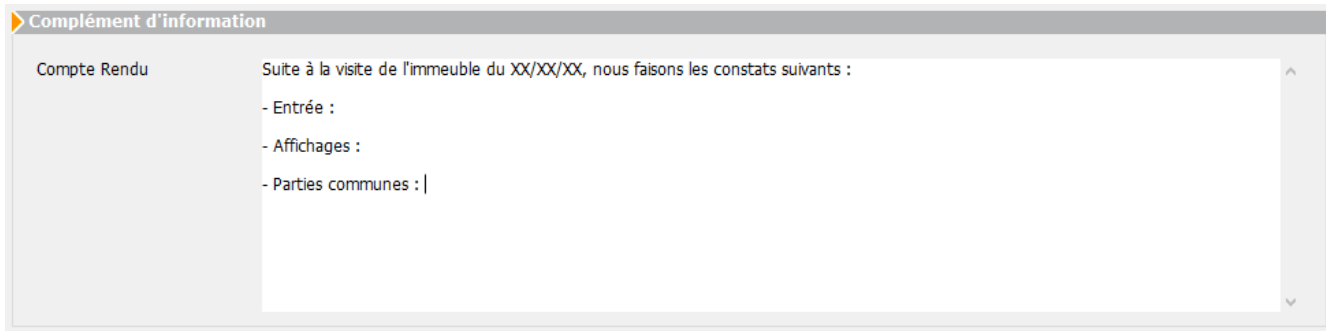 Complément d'information
Compte Rendu
Suite à la visite de l'immeuble du XX/XX/XX, nous faisons les constats suivants :
- Entrée :
- Affichages :
- Parties communes :